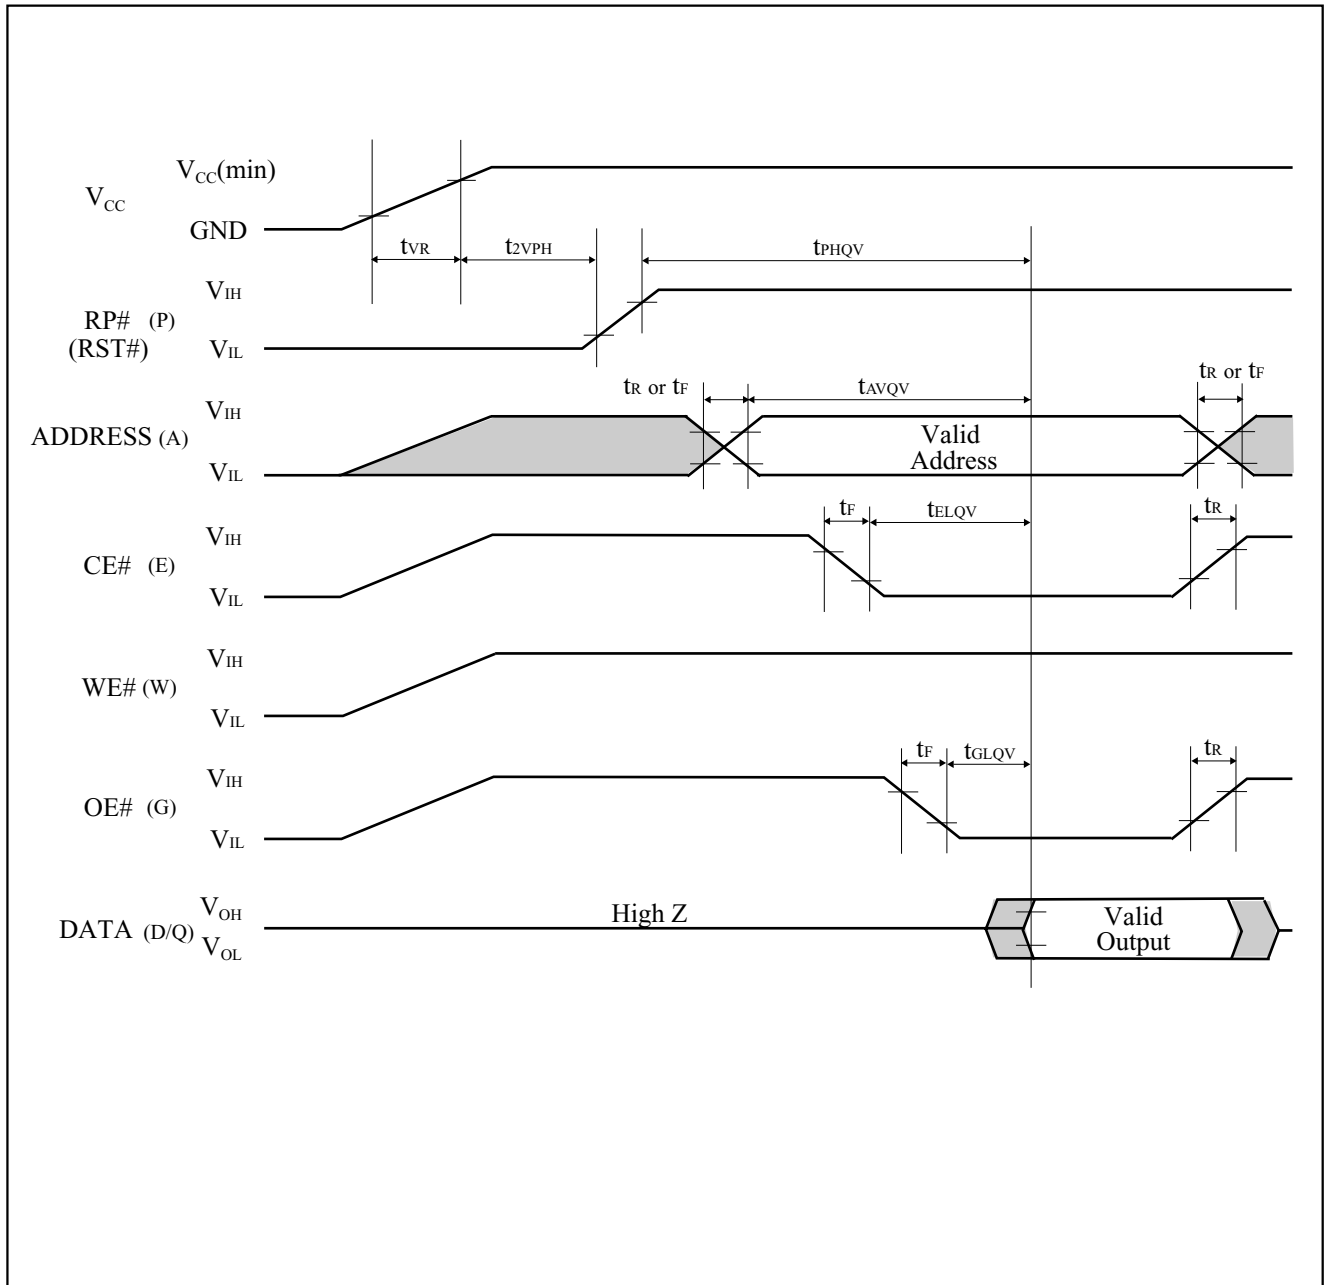 VCC(min)
VCC
GND
tVR
t2VPH
tPHQV
VIH
RP# (P)
(RST#)
VIL
tR or tF
tAVQV
tR or tF
VIH
ADDRESS (A)
Valid
Address
VIL
tF
tELQV
tR
VIH
CE# (E)
VIL
VIH
WE# (W)
VIL
tF
tGLQV
tR
VIH
OE# (G)
VIL
VOH
High Z
Valid
Output
DATA (D/Q)
VOL